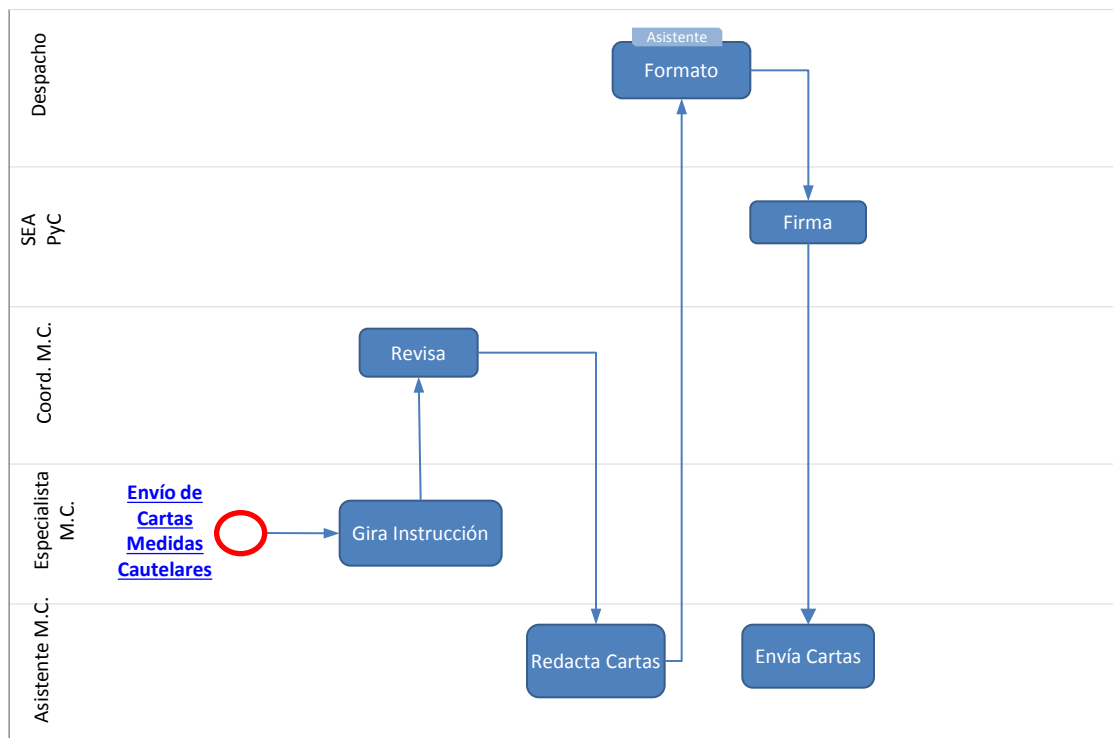 Despacho
Asistente
Formato
SEA
PyC
Firma
Coord. M.C.
Revisa
Especialista
M.C.
Envío de
Cartas
Medidas
Cautelares
Gira Instrucción
Asistente M.C.
Redacta Cartas
Envía Cartas